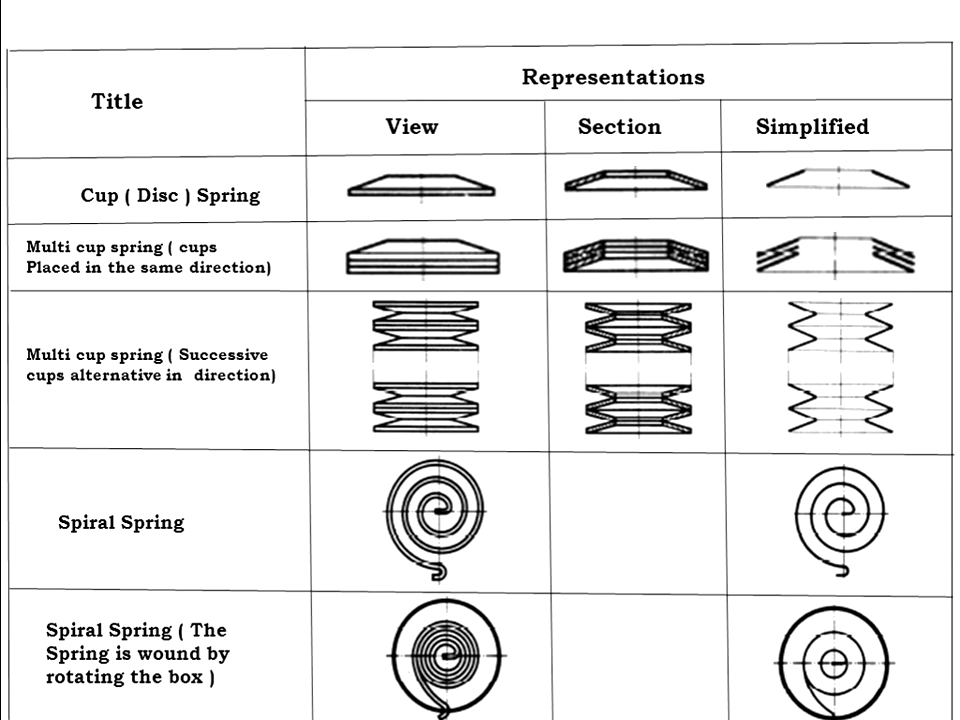 Title
Representations
View
Section
Simplified
Cup ( Disc ) Spring
Multi cup spring ( cups
Placed in the same direction)
Multi cup spring ( Successive
cups alternative in direction)
Spiral Spring
Spiral Spring ( The
Spring is wound by
rotating the box )